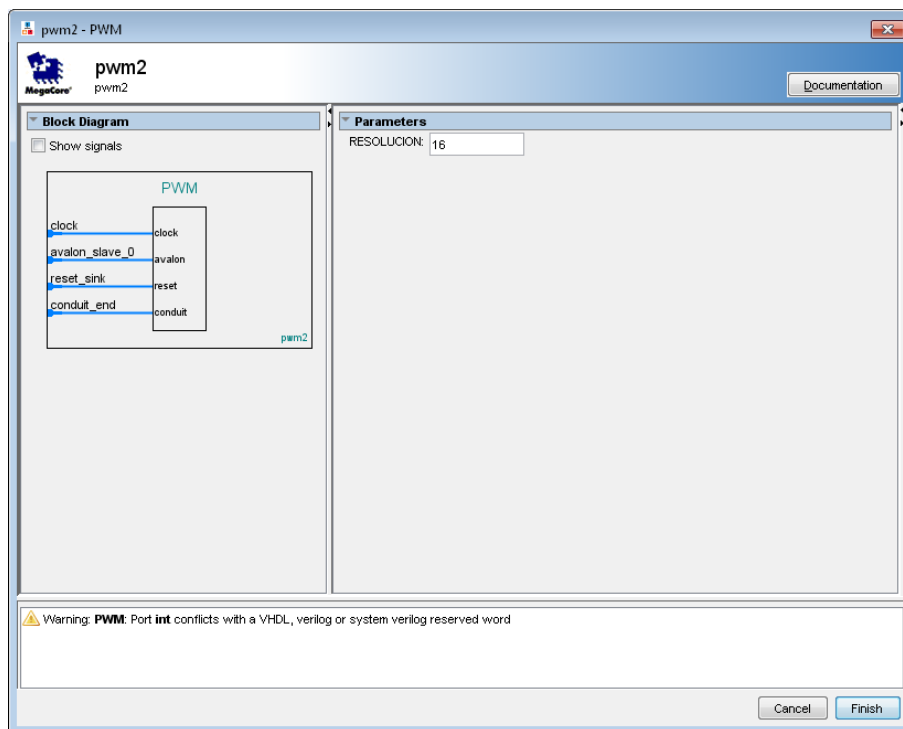 pwm2 - PWM
MegaCore®
pwm2
pwm2
Documentation
Block Diagram
Show signals
PWM
clock
clock
avalon_slave_0
avalon
reset_sink
reset
conduit_end
conduit
pwm2
Parameters
RESOLUCION: 16
Warning: PWM: Port int conflicts with a VHDL, verilog or system verilog reserved word
Cancel
Finish